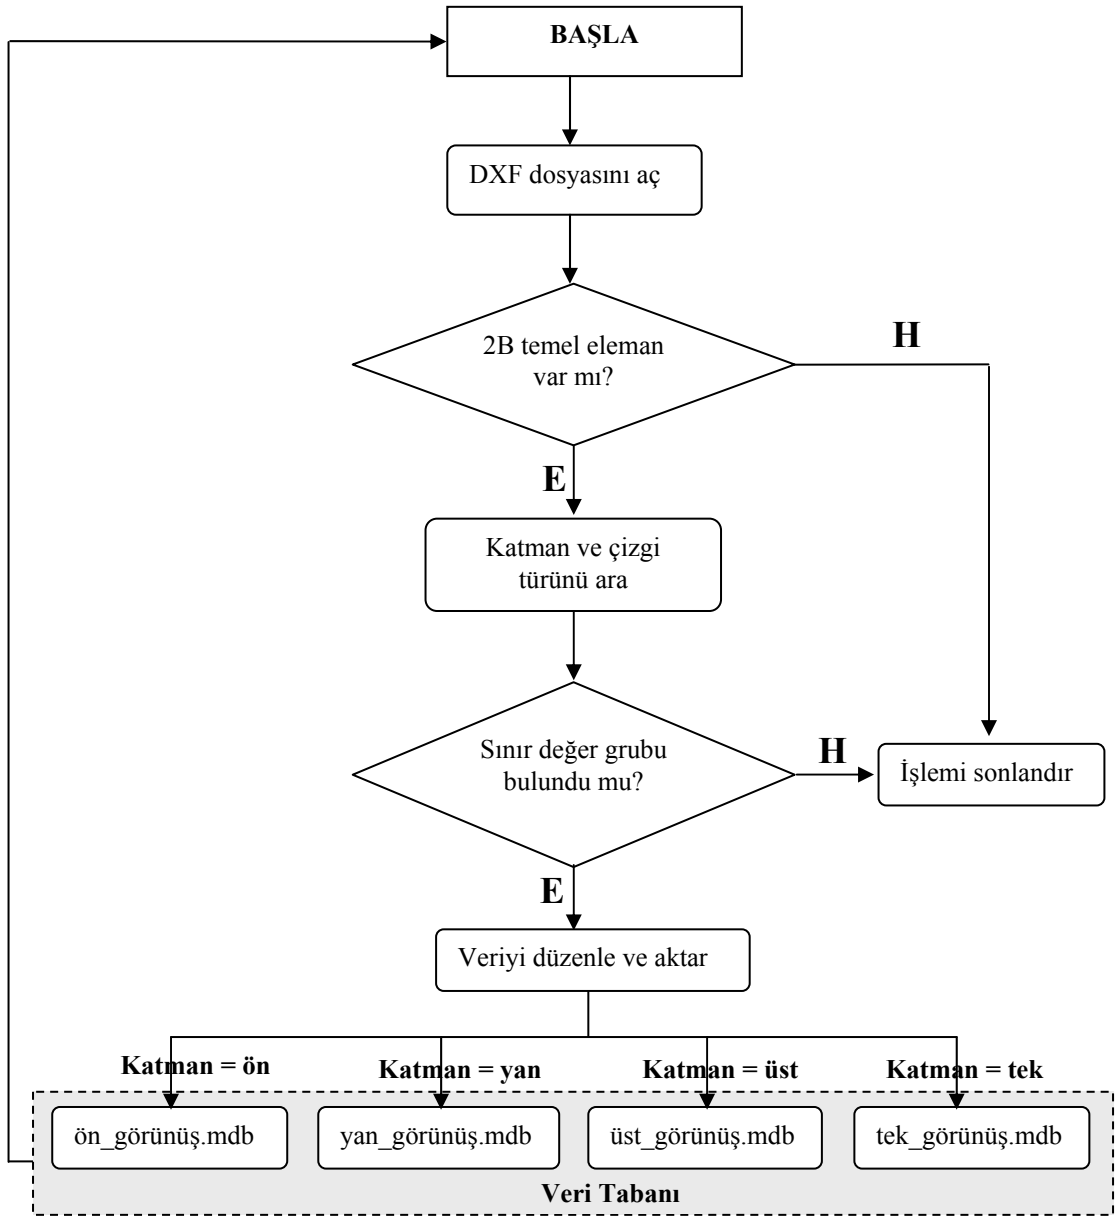 BAŞLA
DXF dosyasını aç
2B temel eleman
var mı?
H
E
Katman ve çizgi
türünü ara
Sınır değer grubu
bulundu mu?
H
İşlemi sonlandır
E
Veriyi düzenle ve aktar
Katman = ön
Katman = yan
Katman = üst
Katman = tek
ön_görünüş.mdb
yan_görünüş.mdb
üst_görünüş.mdb
tek_görünüş.mdb
Veri Tabanı